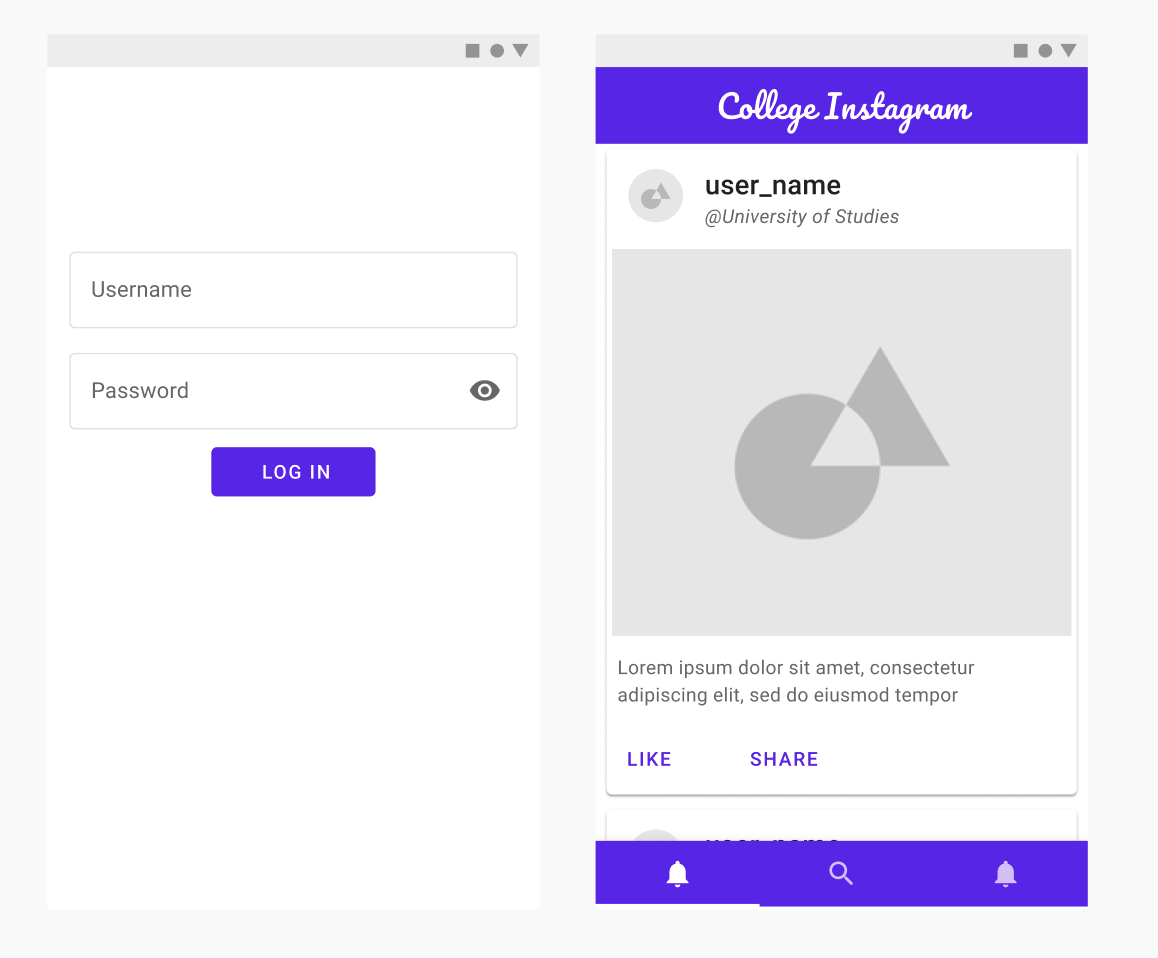 Username
Password
LOG IN
College Instagram
user_name
@University of Studies
Lorem ipsum dolor sit amet, consectetur
adipiscing elit, sed do eiusmod tempor
LIKE SHARE
user_name